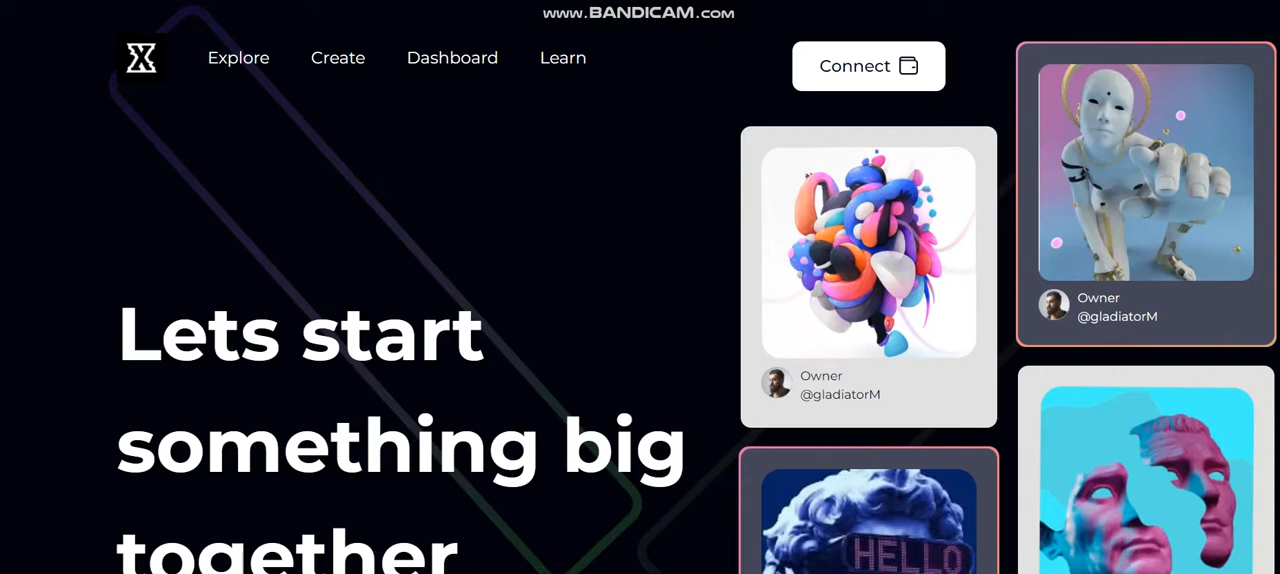 www.BANDICAM.com
X
Explore
Create
Dashboard
Learn
Connect
Lets start
something big
together
Owner
@gladiatorM
Owner
@gladiatorM
HELLO